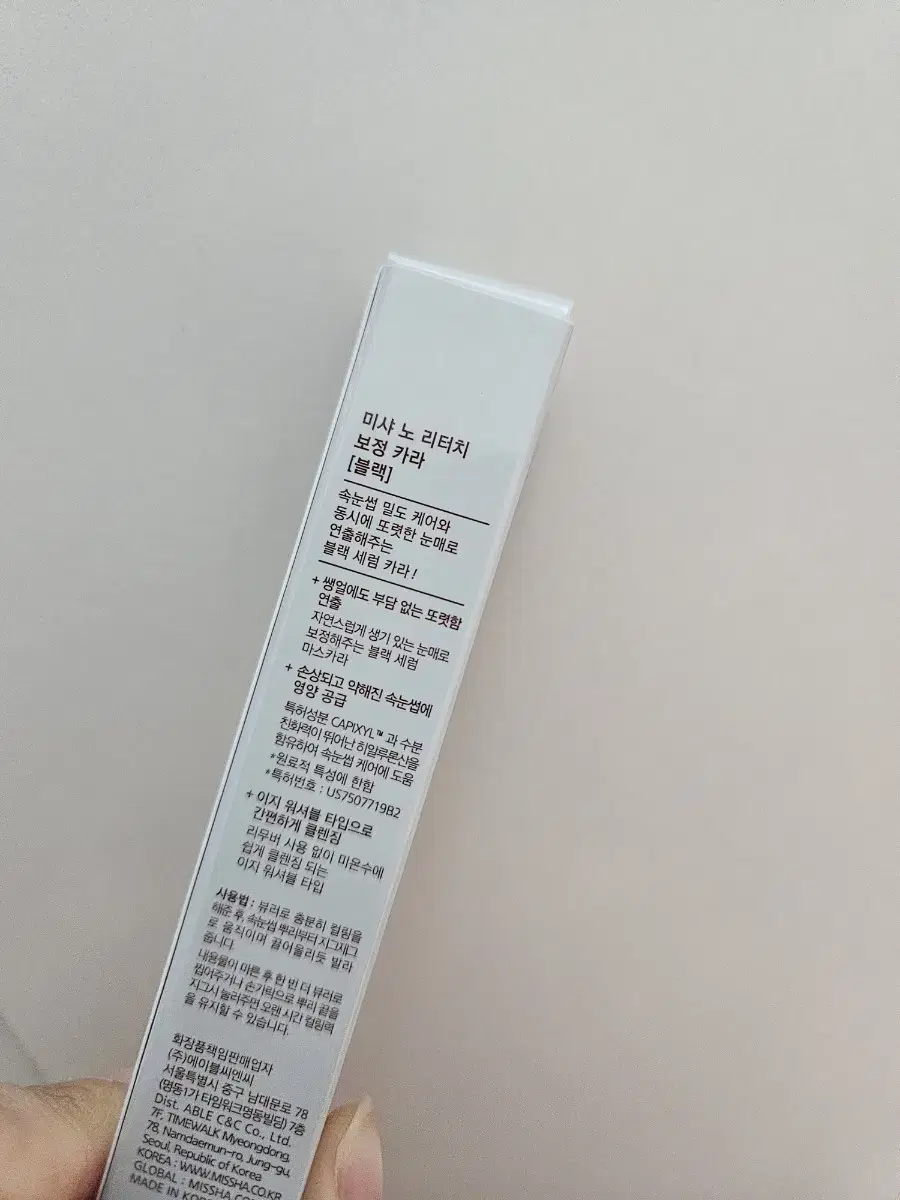 미샤 노 리터치
보정 카라
[블랙]
속눈썹 밀도 케어와
동시에 또렷한 눈매로
연출해주는
블랙 세럼 카라!
+ 쌩얼에도 부담 없는 또렷함
연출
자연스럽게 생기 있는 눈매로
보정해주는 블랙 세럼
마스카라
+ 손상되고 약해진 속눈썹에
영양 공급
특허성분 CAPIXYL™ 과 수분
친화력이 뛰어난 히알루론산을
함유하여 속눈썹 케어에 도움
*원료적 특성에 한함
*특허번호 : US7507719B2
+ 이지 워셔블 타입으로
간편하게 클렌징
리무버 사용 없이 미온수에
쉽게 클렌징 되는
이지 워셔블 타입
사용법 : 뷰러로 충분히 컬링을
해준 후, 속눈썹 뿌리부터 지그재그
로 움직이며 끌어올리듯 발라
줍니다.
내용물이 마른 후 한 번 더 뷰러로
찝어주거나 손가락으로 뿌리 끝을
지그시 눌러주면 오랜 시간 컬링력
을 유지할 수 있습니다.
화장품책임판매업자
(주)에이블씨엔씨
서울특별시 중구 남대문로 78
(명동1가 타임워크명동빌딩) 7층
Dist. ABLE C&C Co., Ltd.
7F, TIMEWALK Myeongdong,
78, Namdaemun-ro, Jung-gu,
Seoul, Republic of Korea
KOREA : WWW.MISSHA.CO.KR
GLOBAL : MISSHA.CO
MADE IN KOR